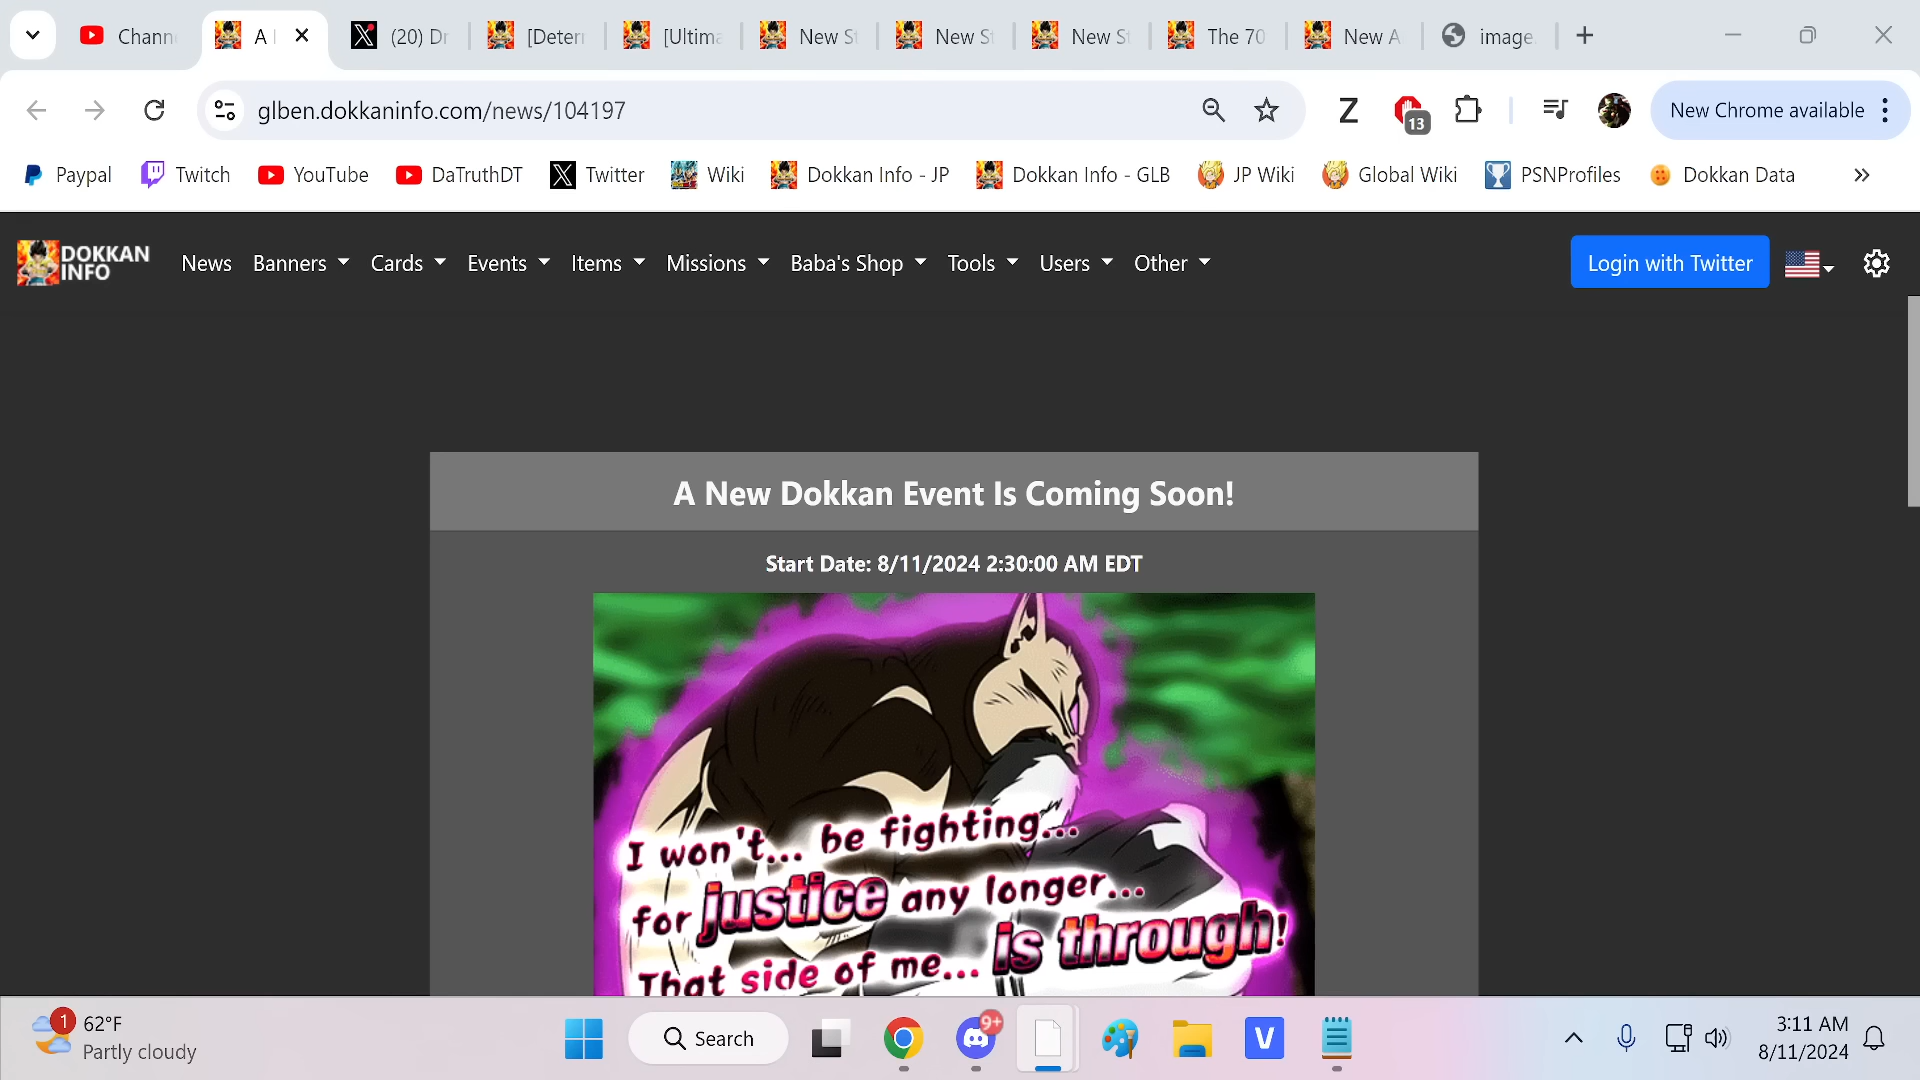 Chann
A
(20) Dr
[Deterr
[Ultima
New St
New St
New St
The 70
New A
image
glben.dokkaninfo.com/news/104197
Z
13
New Chrome available
Paypal
Twitch
YouTube
DaTruthDT
Twitter
Wiki
Dokkan Info - JP
Dokkan Info - GLB
JP Wiki
Global Wiki
PSNProfiles
Dokkan Data
DOKKAN
INFO
News
Banners
Cards
Events
Items
Missions
Baba's Shop
Tools
Users
Other
Login with Twitter
A New Dokkan Event Is Coming Soon!
Start Date: 8/11/2024 2:30:00 AM EDT
I won't... be fighting...
for justice any longer...
That side of me... is through!
1
62°F
Partly cloudy
Search
9+
V
3:11 AM
8/11/2024